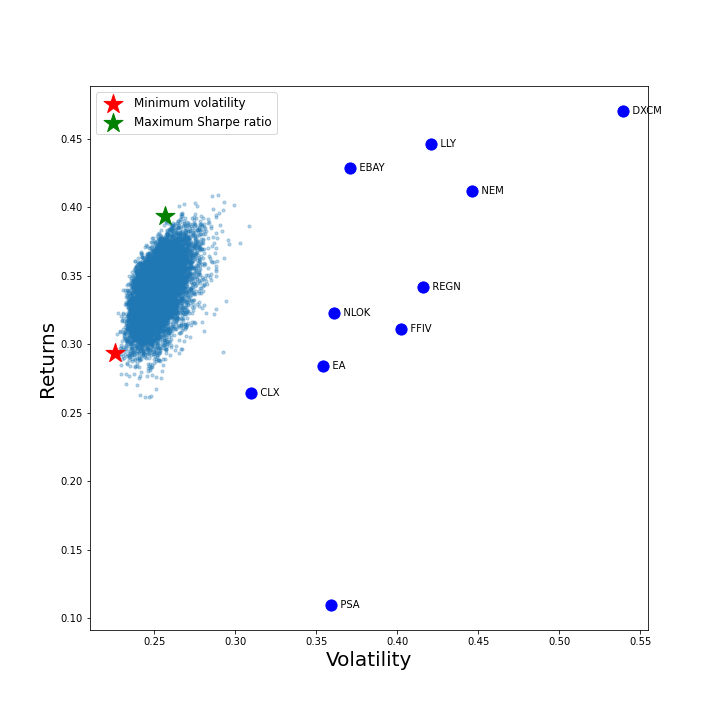 Minimum volatility
Maximum Sharpe ratio
DXCM
LLY
EBAY
NEM
REGN
NLOK
FFIV
EA
CLX
PSA
0.45
0.40
0.35
0.30
0.25
0.20
0.15
0.10
Returns
0.25 0.30 0.35 0.40 0.45 0.50 0.55
Volatility